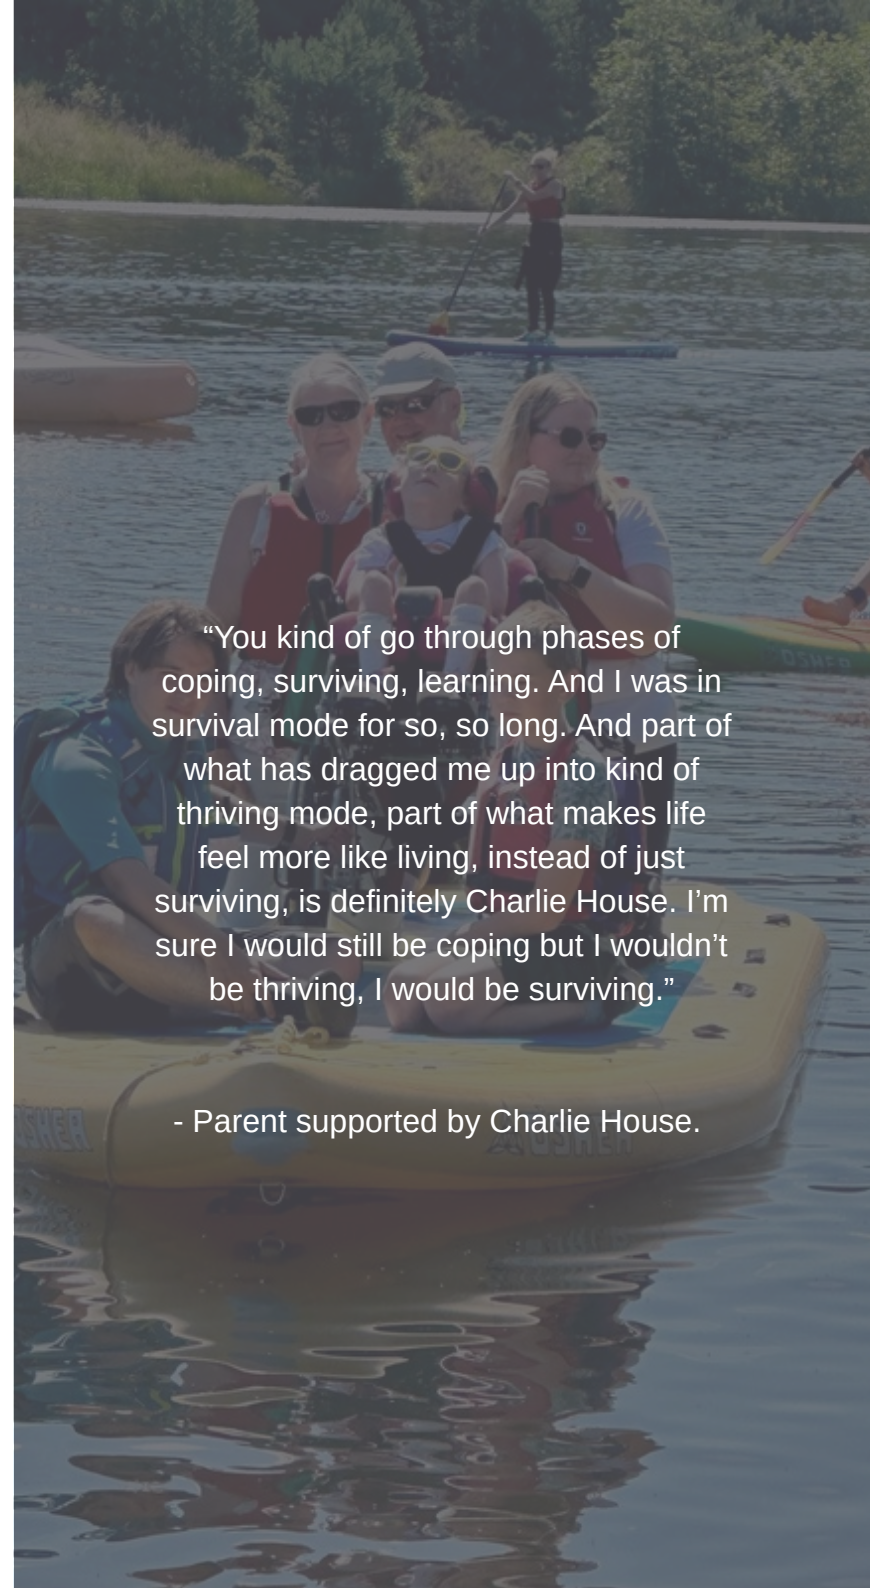 “You kind of go through phases of
coping, surviving, learning. And I was in
survival mode for so, so long. And part of
what has dragged me up into kind of
thriving mode, part of what makes life
feel more like living, instead of just
surviving, is definitely Charlie House. I’m
sure I would still be coping but I wouldn’t
be thriving, I would be surviving.”
- Parent supported by Charlie House.
OSHER
OSHER
OSHER